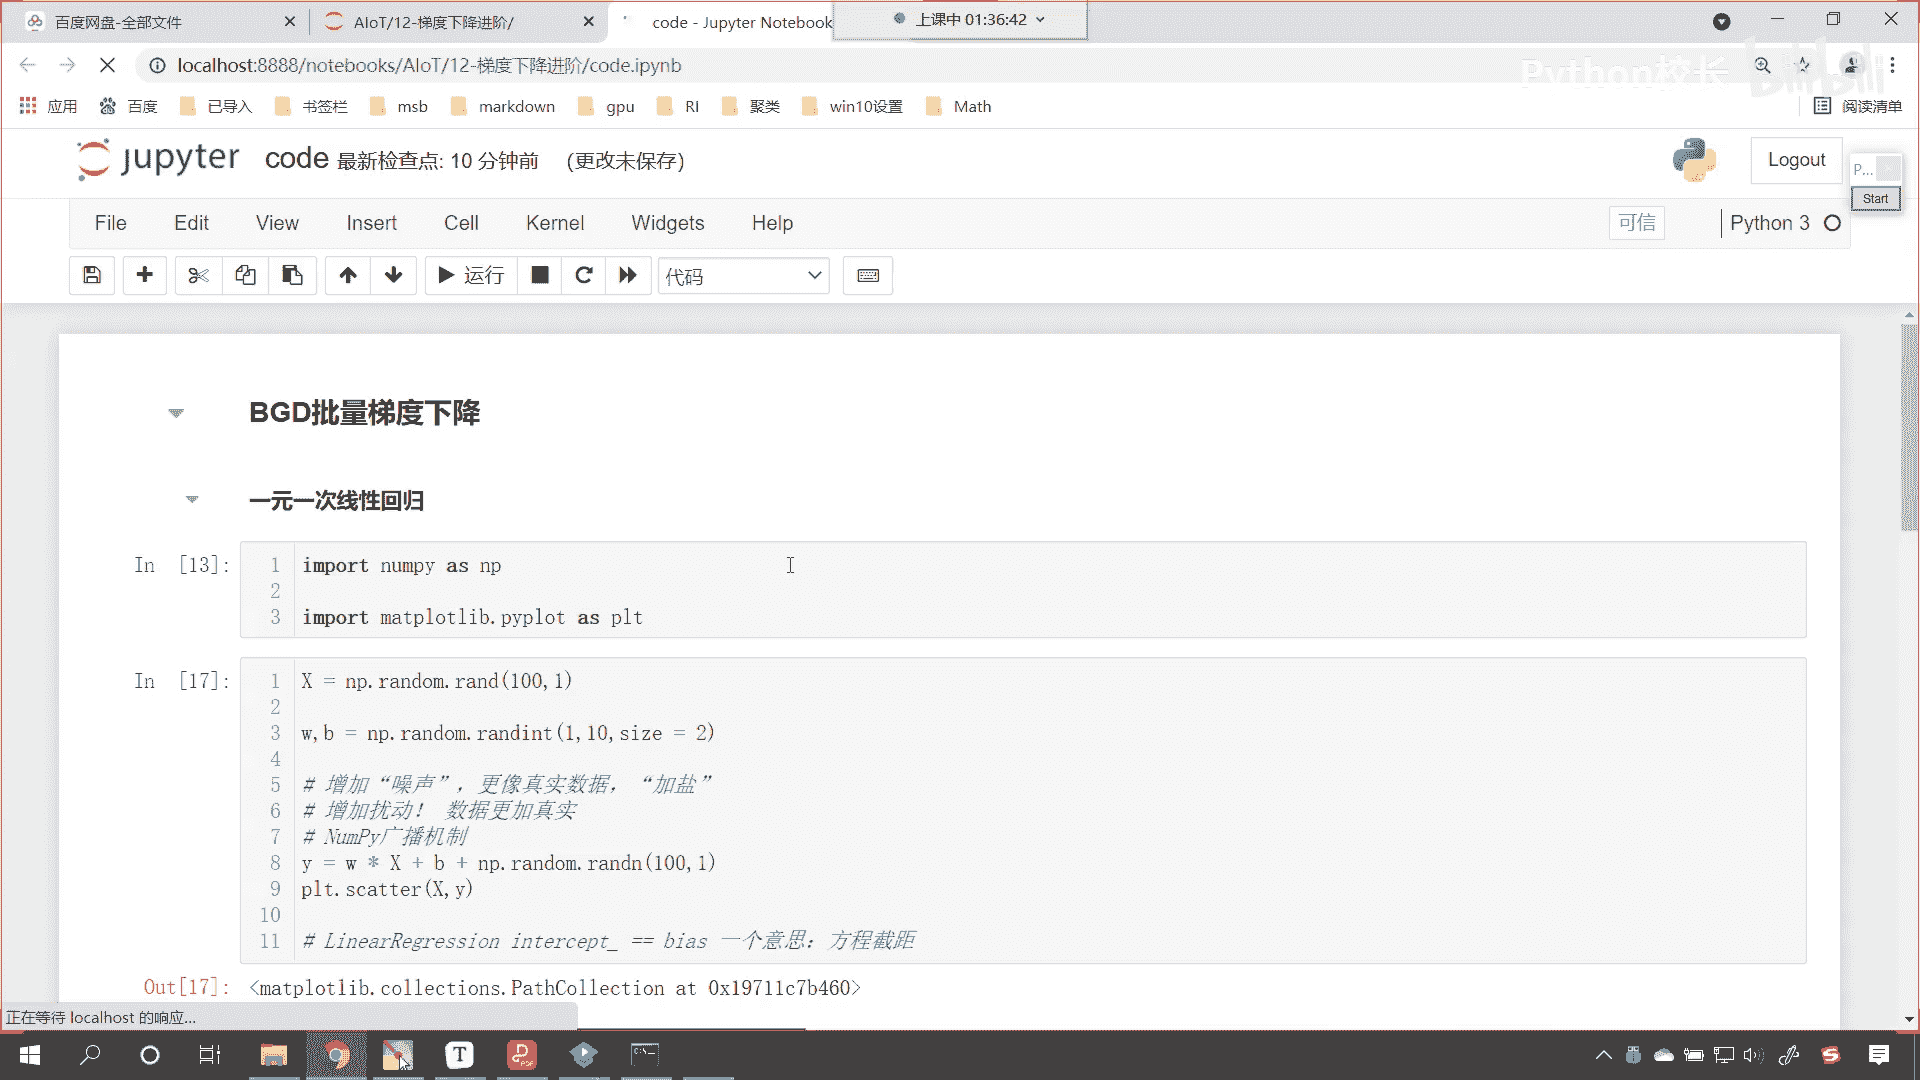 百度网盘-全部文件
AIoT/12-梯度下降进阶/
code - Jupyter Notebook
上课中 01:36:42
localhost:8888/notebooks/AIoT/12-梯度下降进阶/code.ipynb
Python校长
bilibili
应用 百度 已导入 书签栏 msb markdown gpu RI 聚类 win10设置 Math 阅读清单
jupyter code 最新检查点: 10 分钟前 (更改未保存)
Logout
P...
Start
File Edit View Insert Cell Kernel Widgets Help 可信 Python 3
运行 代码
BGD批量梯度下降
一元一次线性回归
In [13]:
1 import numpy as np
2
3 import matplotlib.pyplot as plt
In [17]:
1 X = np.random.rand(100,1)
2
3 w,b = np.random.randint(1,10,size = 2)
4
5 # 增加“噪声”，更像真实数据，“加盐”
6 # 增加扰动！ 数据更加真实
7 # NumPy广播机制
8 y = w * X + b + np.random.randn(100,1)
9 plt.scatter(X,y)
10
11 # LinearRegression intercept_ == bias 一个意思：方程截距
Out[17]: <matplotlib.collections.PathCollection at 0x19711c7b460>
正在等待 localhost 的响应...